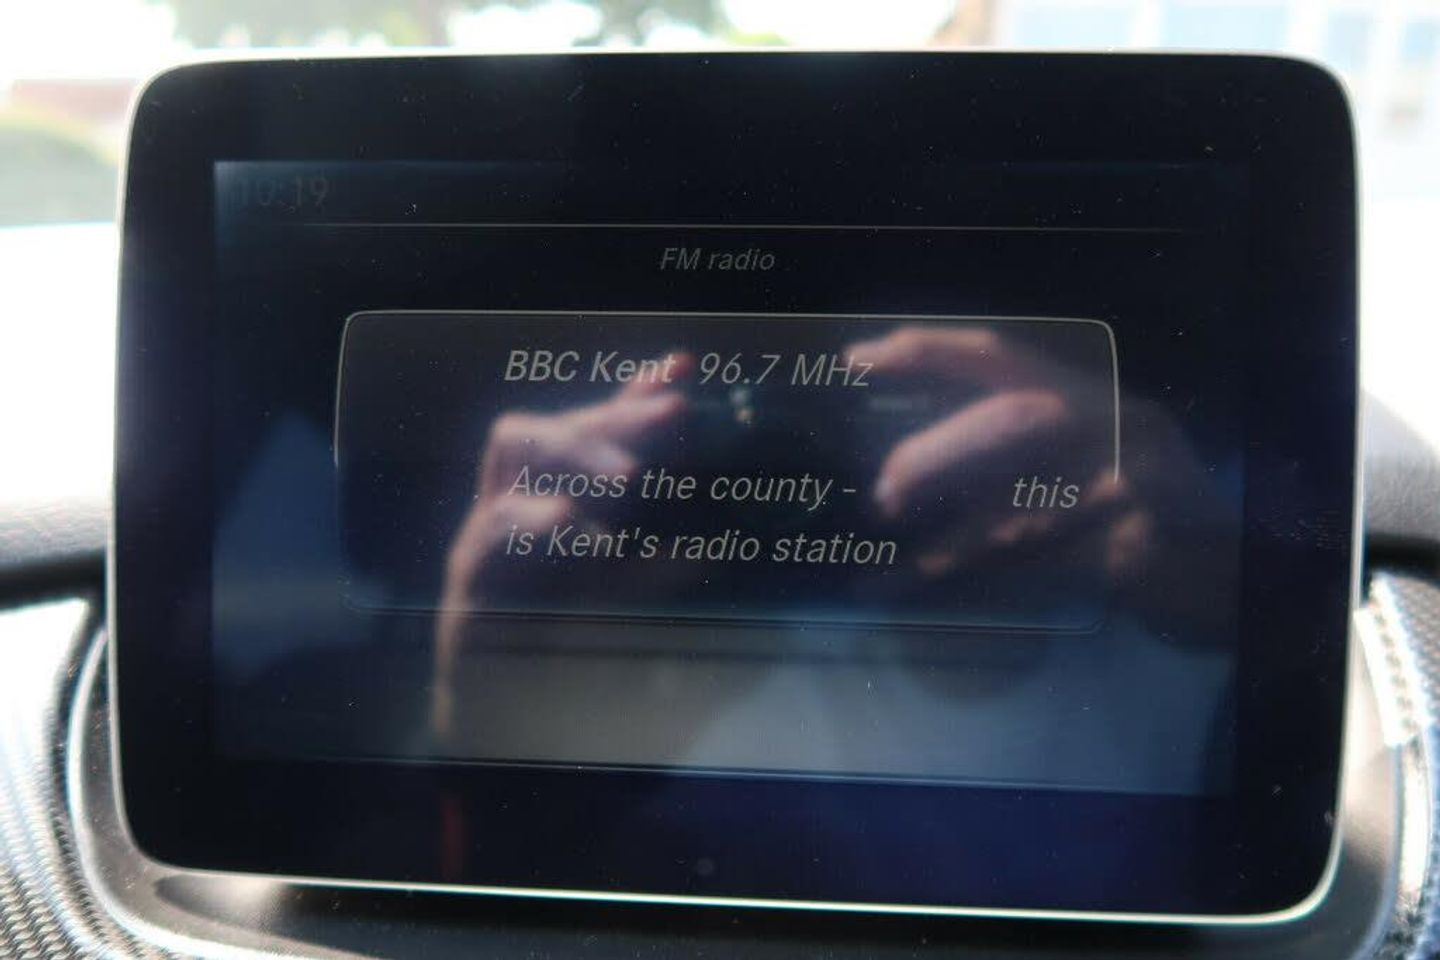 10:19
FM radio
BBC Kent 96.7 MHz
Across the county - this
is Kent's radio station